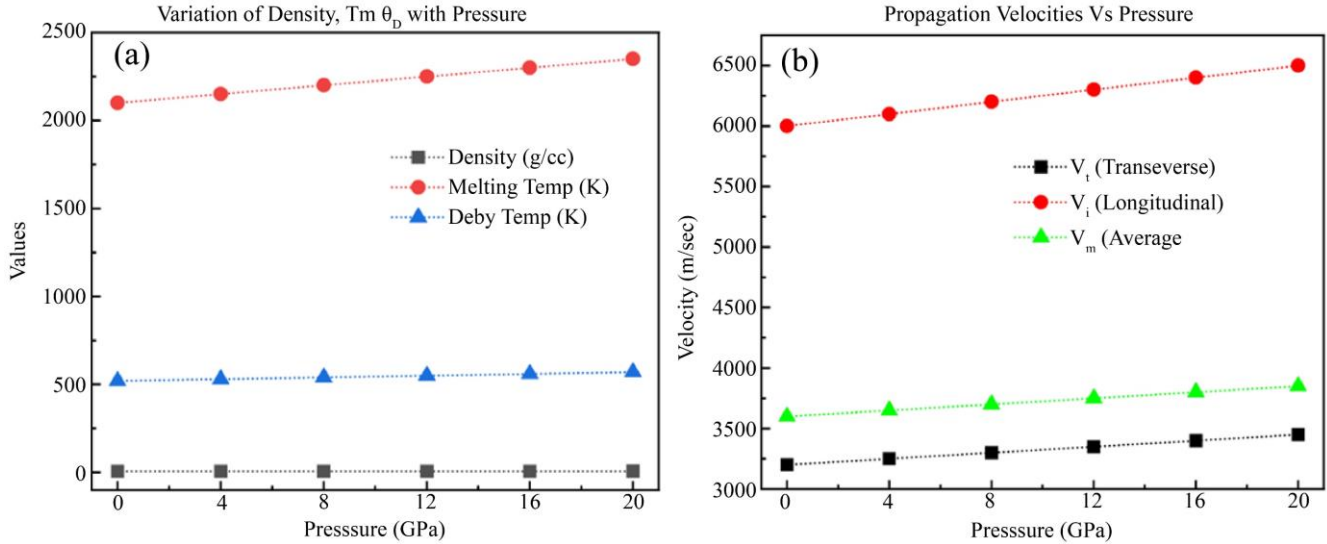 Variation of Density, Tm θD with Pressure
(a)
2500
2000
1500
1000
500
0
Values
Density (g/cc)
Melting Temp (K)
Deby Temp (K)
0 4 8 12 16 20
Presssure (GPa)
Propagation Velocities Vs Pressure
(b)
6500
6000
5500
5000
4500
4000
3500
3000
Velocity (m/sec)
Vt (Transeverse)
Vi (Longitudinal)
Vm (Average
0 4 8 12 16 20
Presssure (GPa)